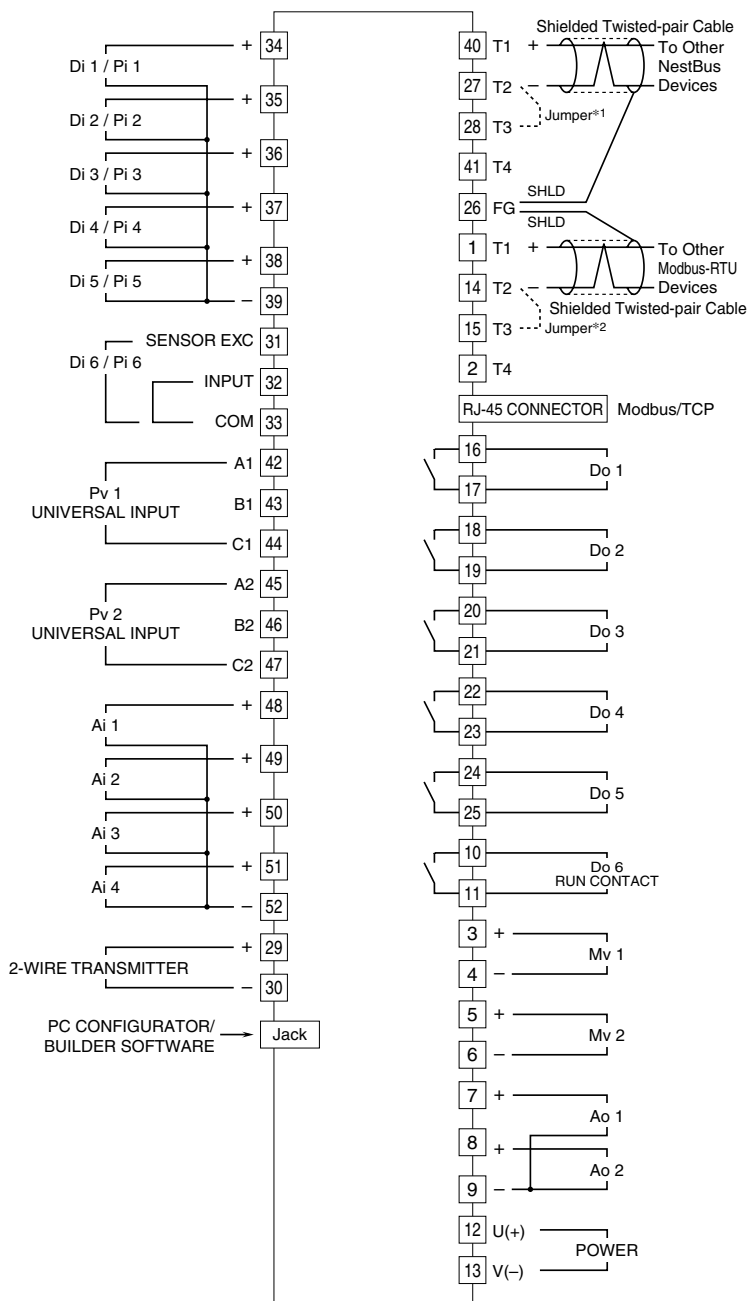 + 34
Di 1 / Pi 1
+ 35
Di 2 / Pi 2
+ 36
Di 3 / Pi 3
+ 37
Di 4 / Pi 4
+ 38
Di 5 / Pi 5
– 39
SENSOR EXC 31
Di 6 / Pi 6
INPUT 32
COM 33
A1 42
Pv 1
UNIVERSAL INPUT
B1 43
C1 44
A2 45
Pv 2
UNIVERSAL INPUT
B2 46
C2 47
+ 48
Ai 1
+ 49
Ai 2
+ 50
Ai 3
+ 51
Ai 4
– 52
+ 29
2-WIRE TRANSMITTER
– 30
PC CONFIGURATOR/
BUILDER SOFTWARE
Jack
Shielded Twisted-pair Cable
40 T1 + To Other
NestBus
27 T2 – Devices
Jumper*1
28 T3
41 T4
SHLD
26 FG
SHLD
1 T1 + To Other
Modbus-RTU
14 T2 – Devices
Shielded Twisted-pair Cable
15 T3 Jumper*2
2 T4
RJ-45 CONNECTOR Modbus/TCP
16
Do 1
17
18
Do 2
19
20
Do 3
21
22
Do 4
23
24
Do 5
25
10
Do 6
RUN CONTACT
11
3 +
Mv 1
4 –
5 +
Mv 2
6 –
7 +
Ao 1
8 +
Ao 2
9 –
12 U(+)
POWER
13 V(–)